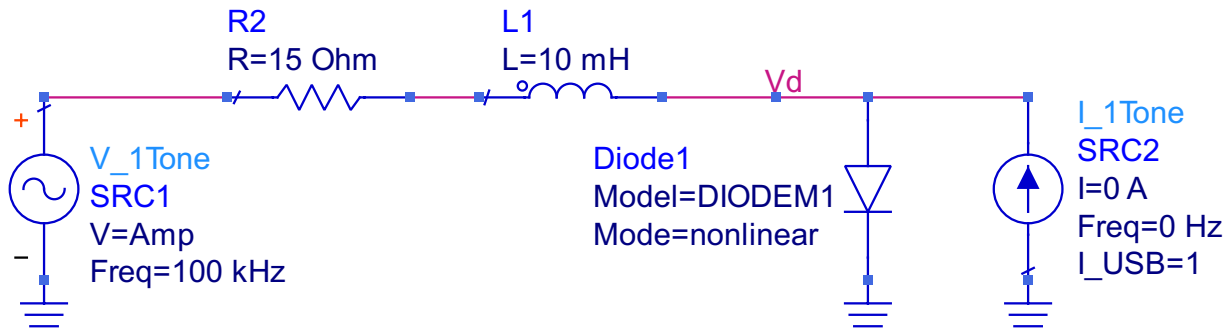 R2
R=15 Ohm
L1
L=10 mH
Vd
+
V_1Tone
SRC1
V=Amp
Freq=100 kHz
−
Diode1
Model=DIODEM1
Mode=nonlinear
I_1Tone
SRC2
I=0 A
Freq=0 Hz
I_USB=1